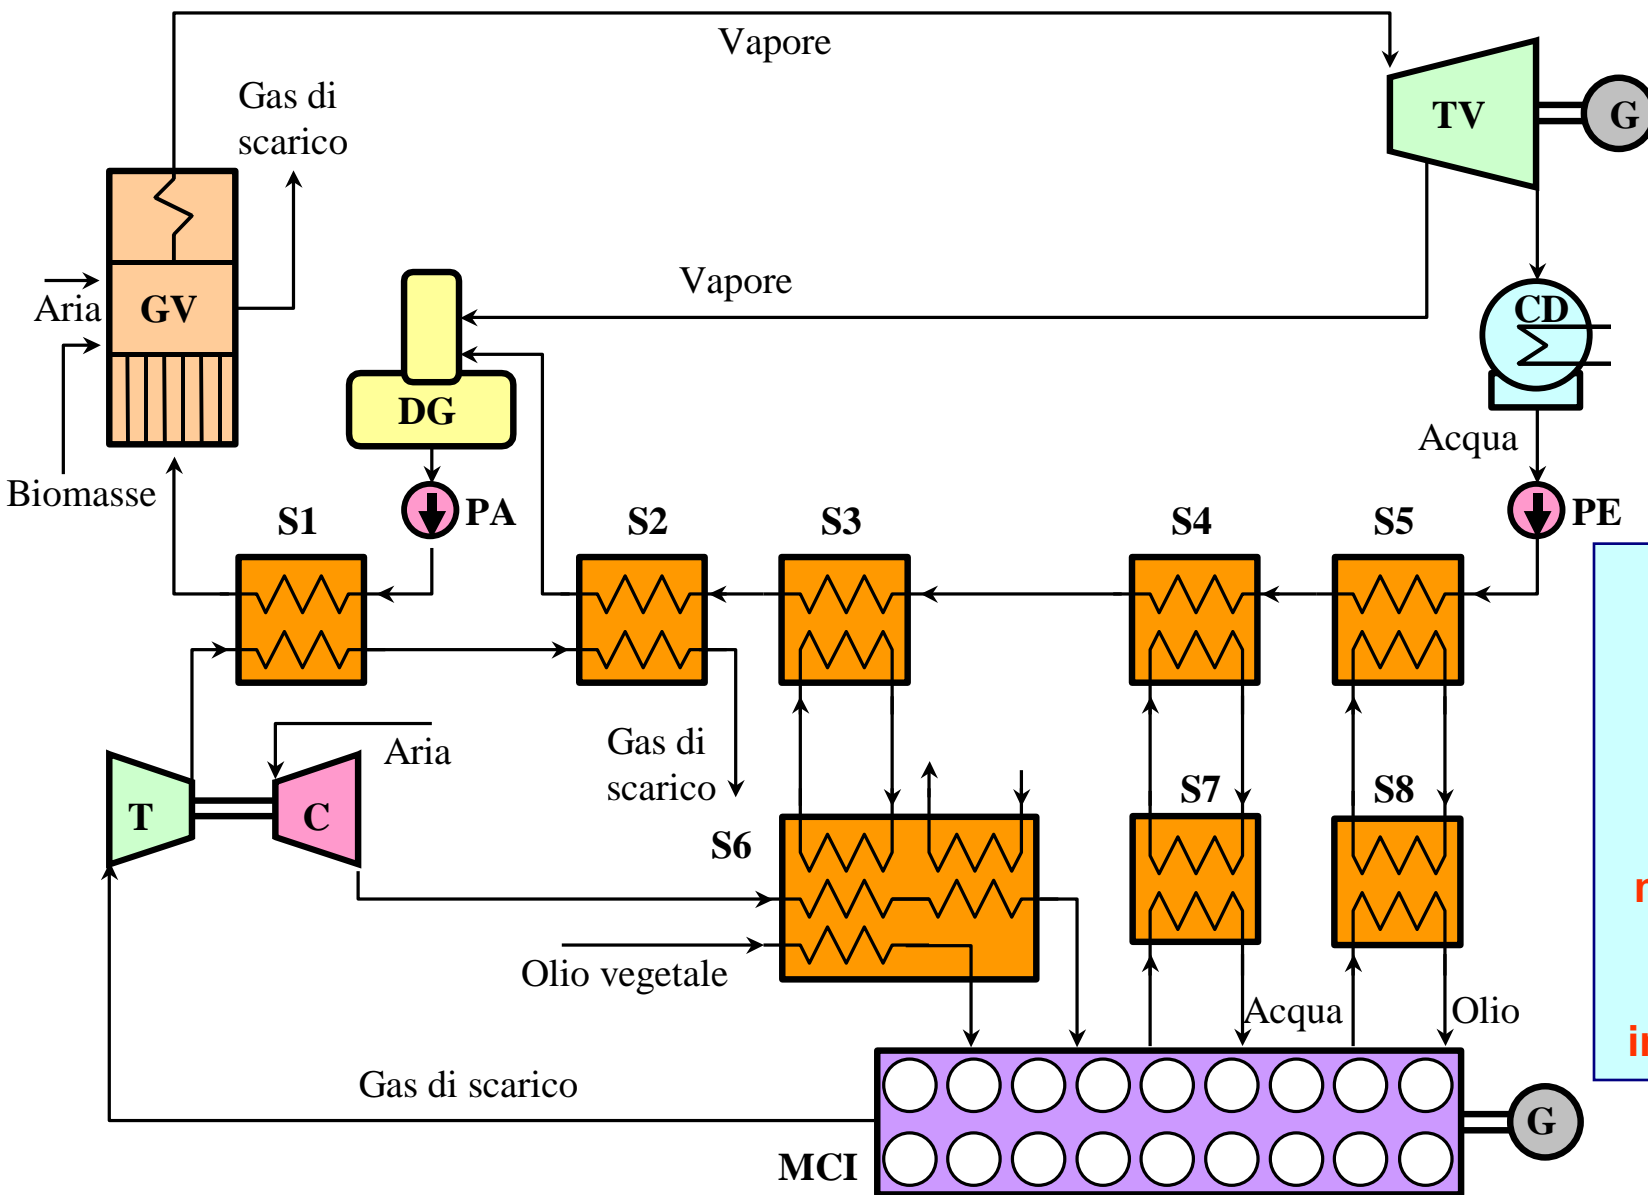 Vapore
Gas di
scarico
TV
G
Aria
GV
Vapore
CD
DG
Acqua
Biomasse
PA
PE
S1
S2
S3
S4
S5
Aria
Gas di
scarico
T
C
S6
S7
S8
Olio vegetale
Acqua
Olio
Gas di scarico
MCI
G